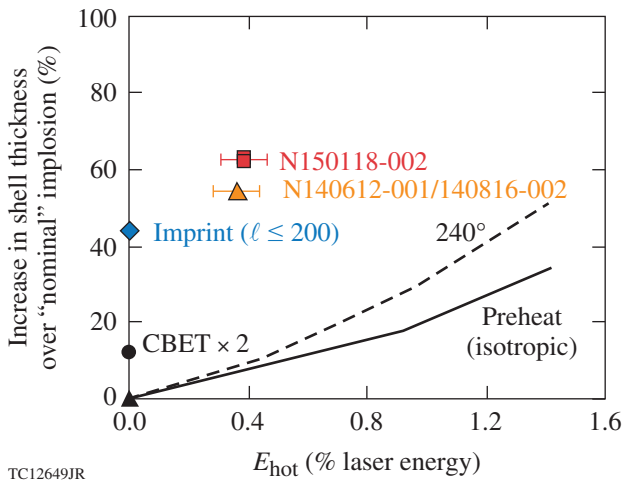 Increase in shell thickness
over “nominal” implosion (%)
100
80
60
40
20
0
N150118-002
N140612-001/140816-002
Imprint (ℓ ≤ 200)
240°
CBET × 2
Preheat
(isotropic)
0.0
0.4
0.8
1.2
1.6
E_hot (% laser energy)
TC12649JR